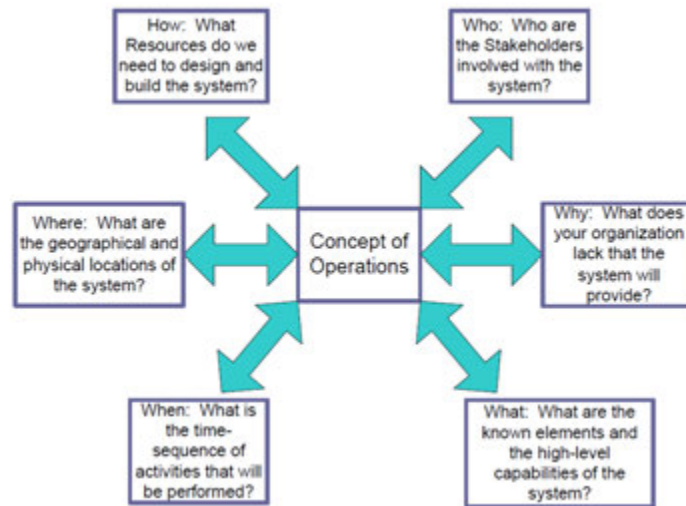 How: What
Resources do we
need to design and
build the system?
Who: Who are
the Stakeholders
involved with the
system?
Where: What are
the geographical and
physical locations of
the system?
Concept of
Operations
Why: What does
your organization
lack that the
system will
provide?
When: What is
the time-
sequence of
activities that will
be performed?
What: What are the
known elements and
the high-level
capabilities of the
system?